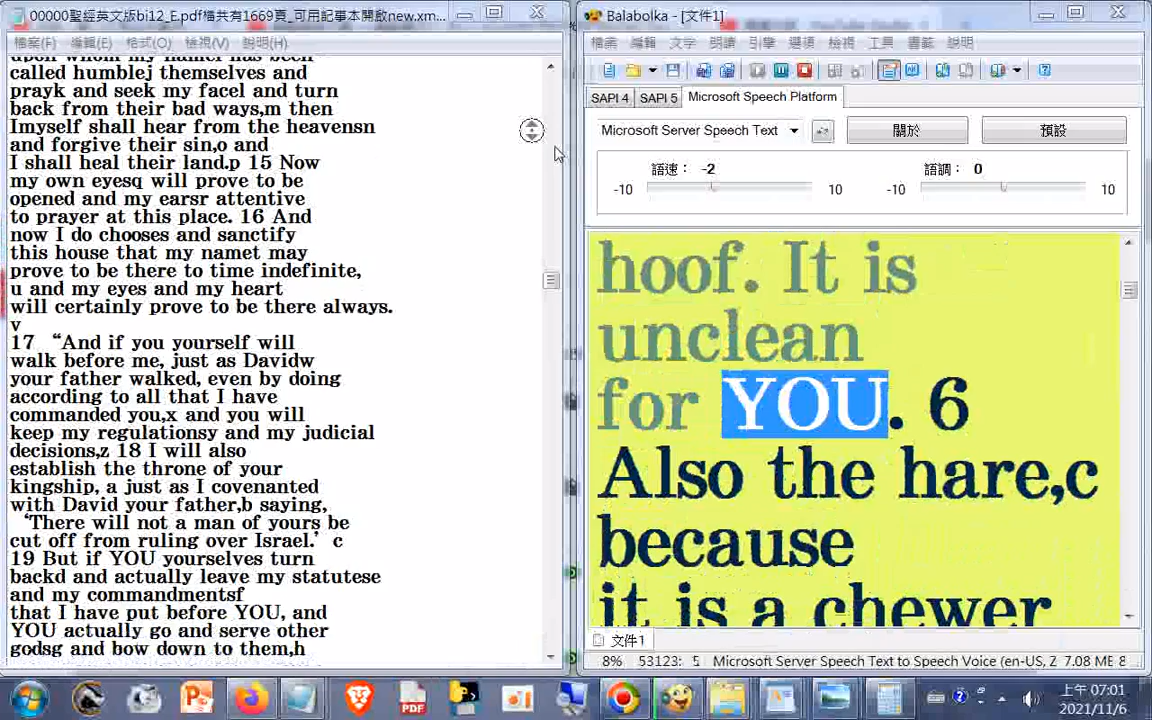 00000聖經英文版bi12_E.pdf檔共有1669頁_可用記事本開啟new.xm...
檔案(F) 編輯(E) 格式(O) 檢視(V) 說明(H)
upon whom my namei has been
called humblej themselves and
prayk and seek my facel and turn
back from their bad ways,m then
Imyself shall hear from the heavensn
and forgive their sin,o and
I shall heal their land.p 15 Now
my own eyesq will prove to be
opened and my earsr attentive
to prayer at this place. 16 And
now I do chooses and sanctify
this house that my namet may
prove to be there to time indefinite,
u and my eyes and my heart
will certainly prove to be there always.
v
17 “And if you yourself will
walk before me, just as Davidw
your father walked, even by doing
according to all that I have
commanded you,x and you will
keep my regulationsy and my judicial
decisions,z 18 I will also
establish the throne of your
kingship, a just as I covenanted
with David your father,b saying,
‘There will not a man of yours be
cut off from ruling over Israel.’ c
19 But if YOU yourselves turn
backd and actually leave my statutese
and my commandmentsf
that I have put before YOU, and
YOU actually go and serve other
godsg and bow down to them,h
Balabolka - [文件1]
檔案 編輯 文字 朗讀 引擎 選項 檢視 工具 書籤 說明
SAPI 4 SAPI 5 Microsoft Speech Platform
Microsoft Server Speech Text 關於 預設
語速： -2 語調： 0
-10 10 -10 10
hoof. It is
unclean
for YOU. 6
Also the hare,c
because
it is a chewer
文件1
8% 53123: 5 Microsoft Server Speech Text to Speech Voice (en-US, Z 7.08 MB 8
上午 07:01
2021/11/6